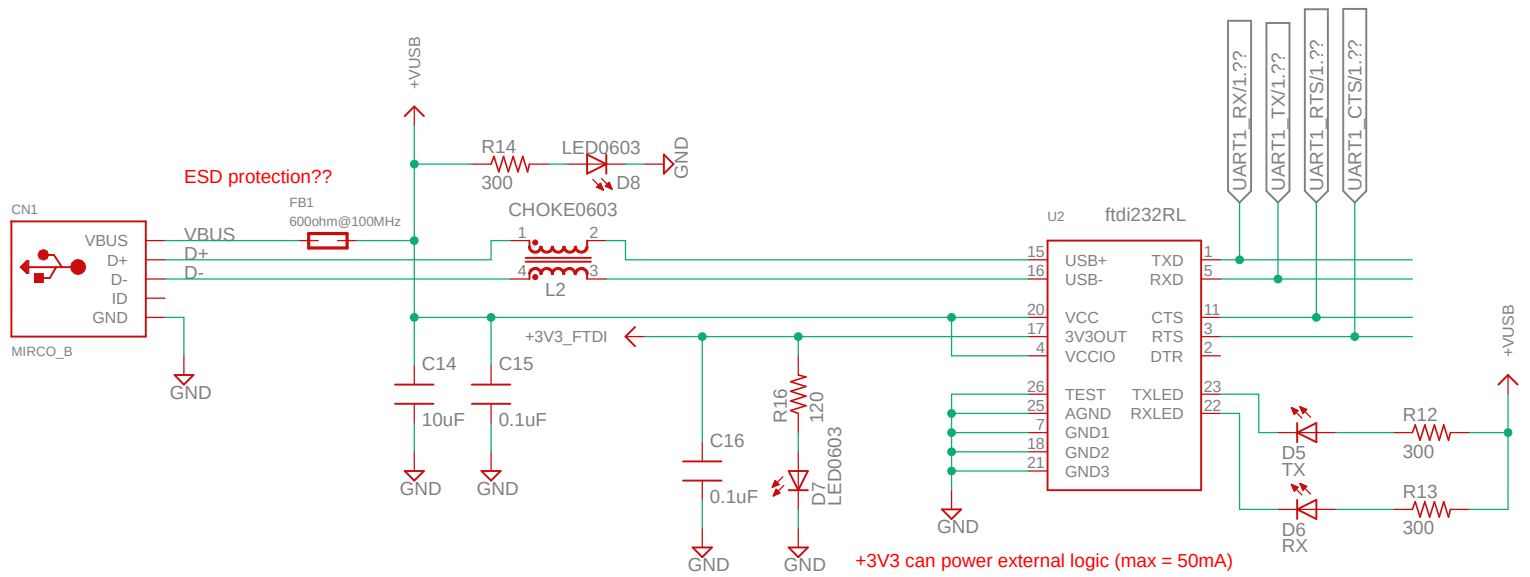 +VUSB
UART1_RX/1.??
UART1_TX/1.??
UART1_RTS/1.??
UART1_CTS/1.??
R14
300
LED0603
D8
GND
ESD protection??
CN1
FB1
600ohm@100MHz
CHOKE0603
U2
ftdi232RL
VBUS
D+
D-
ID
GND
MIRCO_B
VBUS
D+
D-
1
2
4
3
L2
15
USB+
TXD
1
16
USB-
RXD
5
20
VCC
CTS
11
17
3V3OUT
RTS
3
4
VCCIO
DTR
2
26
TEST
TXLED
23
25
AGND
RXLED
22
7
GND1
18
GND2
21
GND3
+3V3_FTDI
+VUSB
GND
C14
10uF
GND
C15
0.1uF
GND
R16
120
C16
0.1uF
GND
D7
LED0603
GND
GND
D5
TX
R12
300
D6
RX
R13
300
+3V3 can power external logic (max = 50mA)